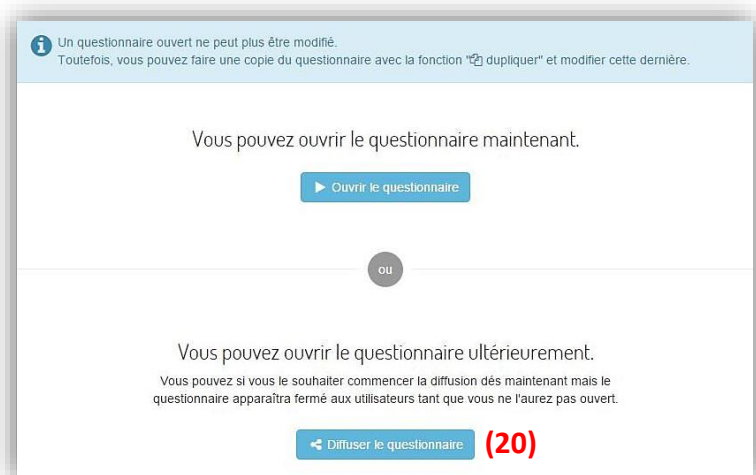 Un questionnaire ouvert ne peut plus être modifié.
Toutefois, vous pouvez faire une copie du questionnaire avec la fonction " dupliquer" et modifier cette dernière.
Vous pouvez ouvrir le questionnaire maintenant.
Ouvrir le questionnaire
ou
Vous pouvez ouvrir le questionnaire ultérieurement.
Vous pouvez si vous le souhaiter commencer la diffusion dés maintenant mais le
questionnaire apparaîtra fermé aux utilisateurs tant que vous ne l'aurez pas ouvert.
Diffuser le questionnaire (20)